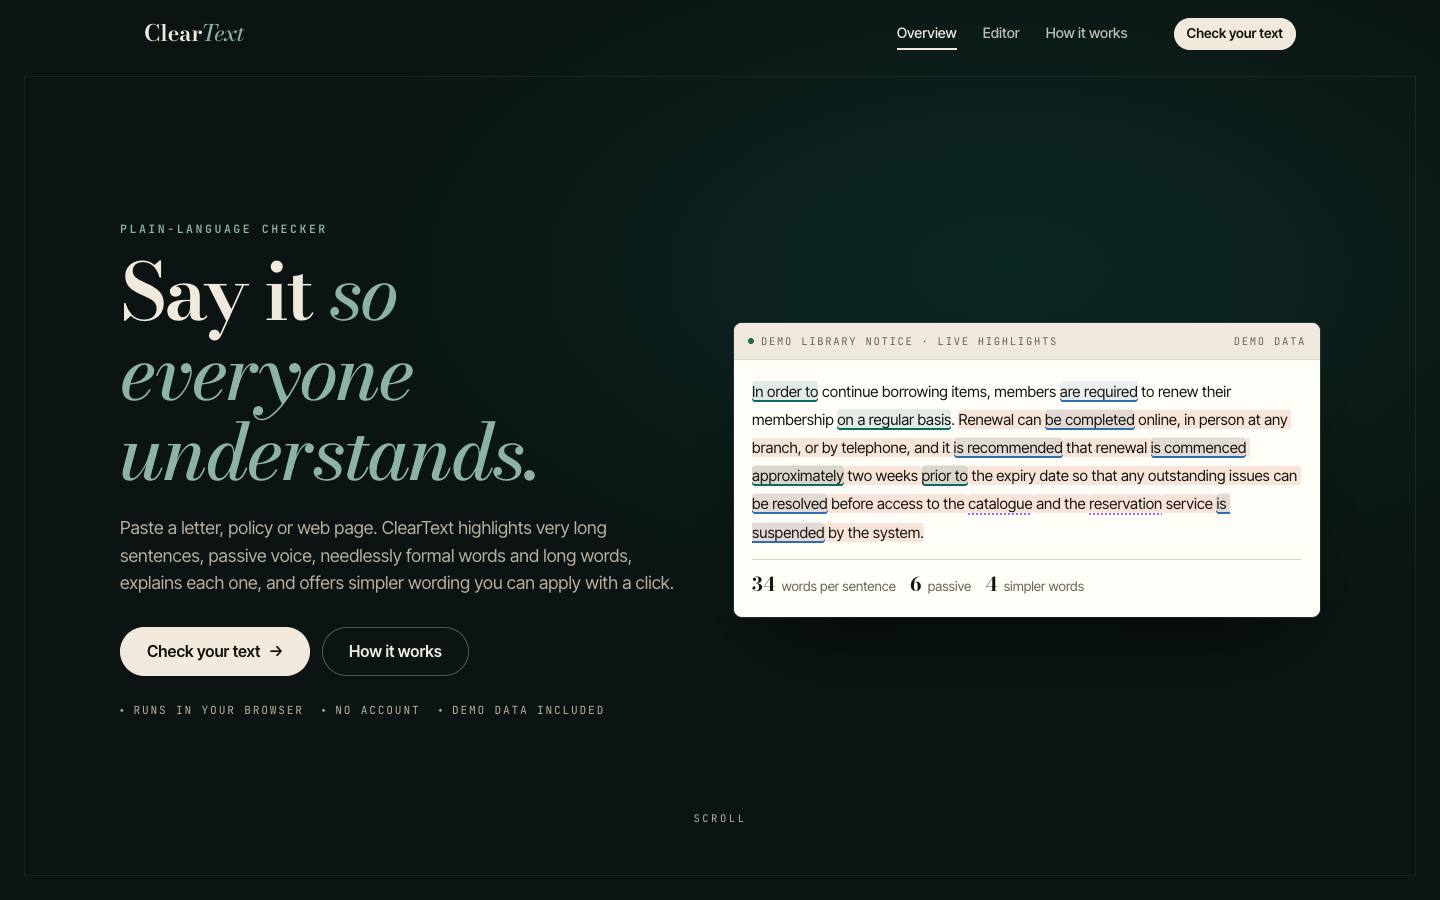 ClearText
Overview
Editor
How it works
Check your text
PLAIN-LANGUAGE CHECKER
Say it so
everyone
understands.
Paste a letter, policy or web page. ClearText highlights very long
sentences, passive voice, needlessly formal words and long words,
explains each one, and offers simpler wording you can apply with a click.
Check your text →
How it works
• RUNS IN YOUR BROWSER • NO ACCOUNT • DEMO DATA INCLUDED
DEMO LIBRARY NOTICE · LIVE HIGHLIGHTS
DEMO DATA
In order to continue borrowing items, members are required to renew their
membership on a regular basis. Renewal can be completed online, in person at any
branch, or by telephone, and it is recommended that renewal is commenced
approximately two weeks prior to the expiry date so that any outstanding issues can
be resolved before access to the catalogue and the reservation service is
suspended by the system.
34 words per sentence 6 passive 4 simpler words
SCROLL